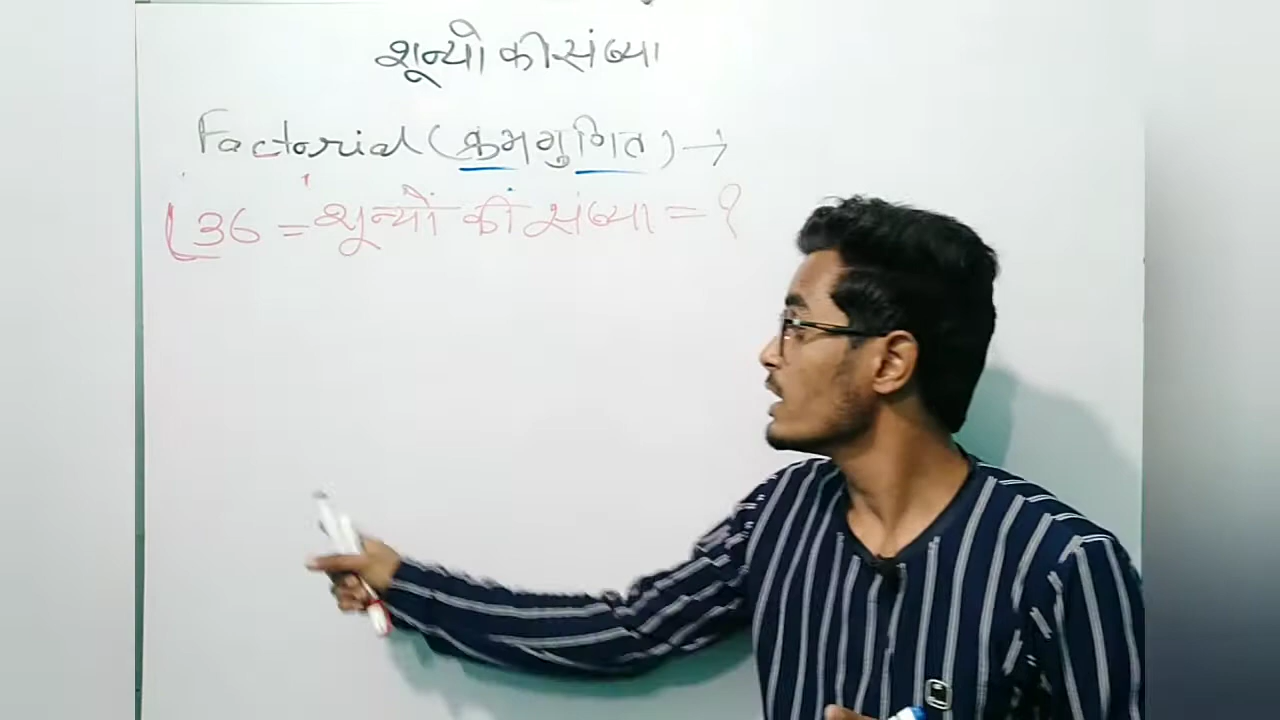 शून्यो की संख्या
Factorial (क्रमगुणित) →
⌊36 = शून्यों की संख्या = ?